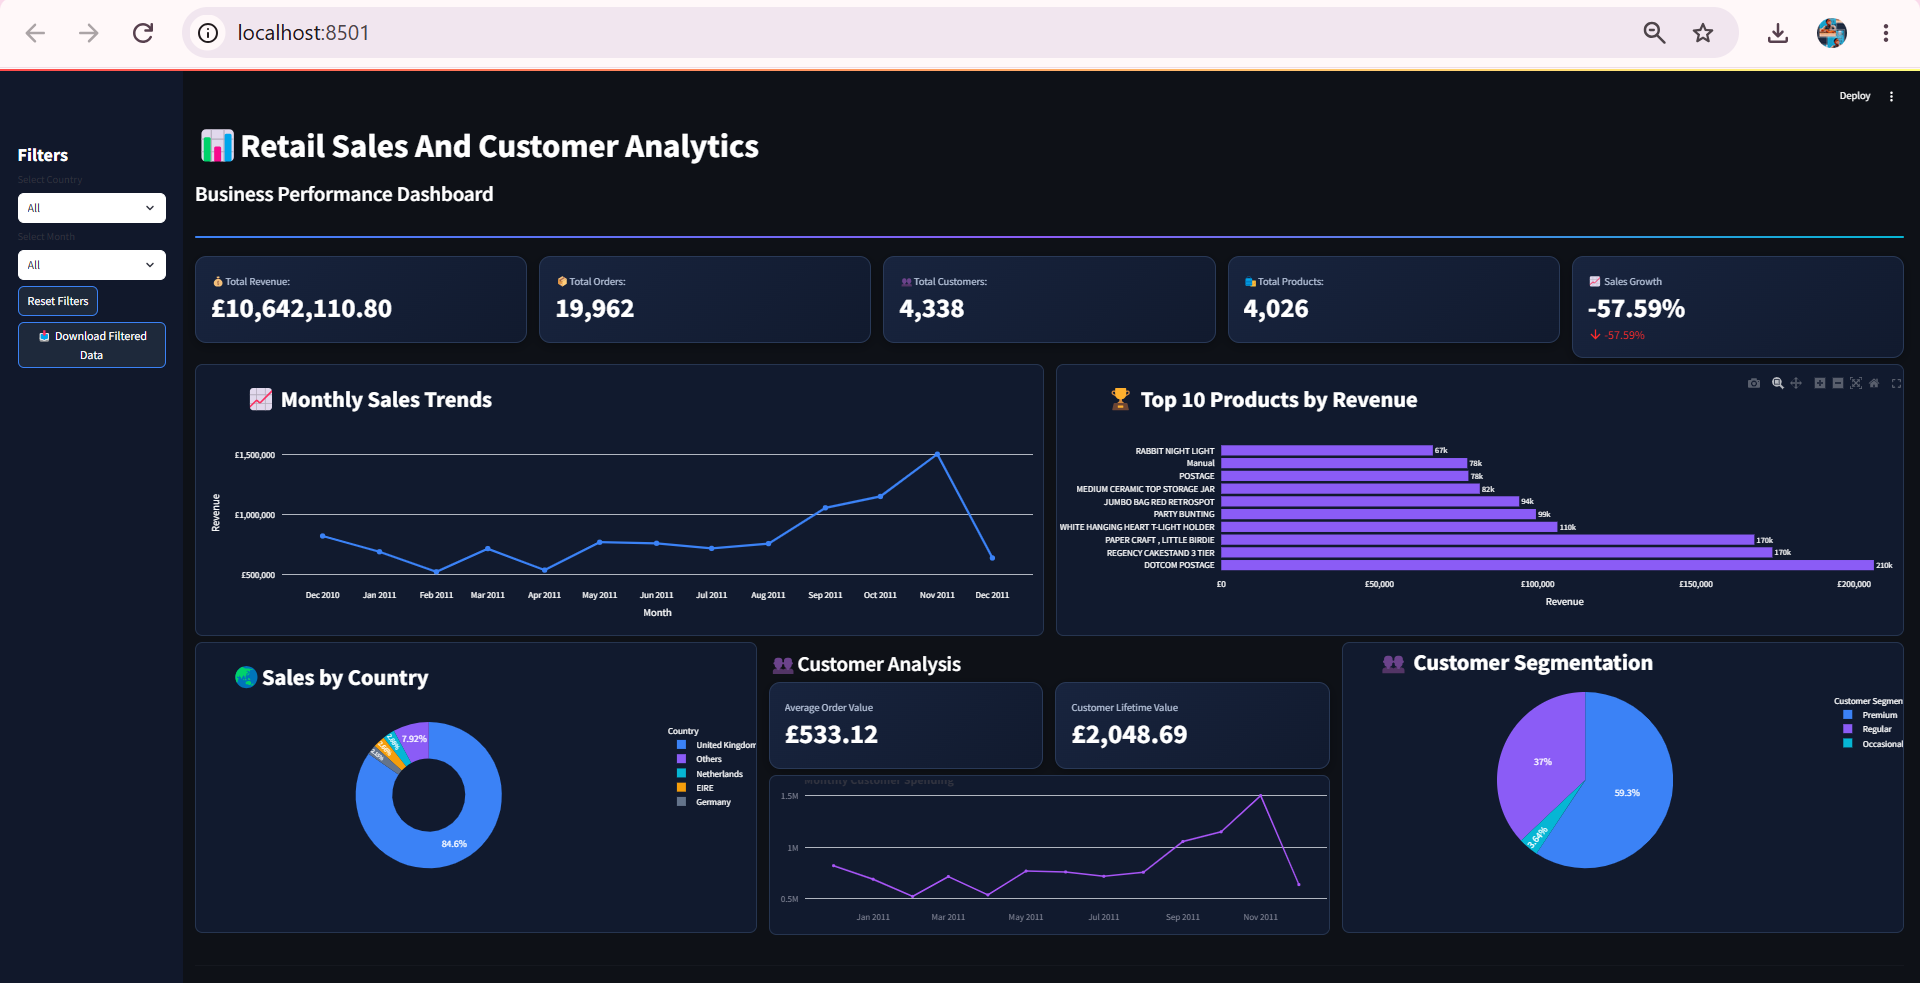 localhost:8501
Deploy
Filters
Select Country
All
Select Month
All
Reset Filters
Download Filtered
Data
Retail Sales And Customer Analytics
Business Performance Dashboard
Total Revenue:
£10,642,110.80
Total Orders:
19,962
Total Customers:
4,338
Total Products:
4,026
Sales Growth
-57.59%
-57.59%
Monthly Sales Trends
£1,500,000
£1,000,000
£500,000
Revenue
Dec 2010 Jan 2011 Feb 2011 Mar 2011 Apr 2011 May 2011 Jun 2011 Jul 2011 Aug 2011 Sep 2011 Oct 2011 Nov 2011 Dec 2011
Month
Top 10 Products by Revenue
RABBIT NIGHT LIGHT 67k
Manual 78k
POSTAGE 78k
MEDIUM CERAMIC TOP STORAGE JAR 82k
JUMBO BAG RED RETROSPOT 94k
PARTY BUNTING 99k
WHITE HANGING HEART T-LIGHT HOLDER 110k
PAPER CRAFT , LITTLE BIRDIE 170k
REGENCY CAKESTAND 3 TIER 170k
DOTCOM POSTAGE 210k
£0 £50,000 £100,000 £150,000 £200,000
Revenue
Sales by Country
7.92%
84.6%
Country
United Kingdom
Others
Netherlands
EIRE
Germany
Customer Analysis
Average Order Value
£533.12
Customer Lifetime Value
£2,048.69
Monthly Customer Spending
1.5M
1M
0.5M
Jan 2011 Mar 2011 May 2011 Jul 2011 Sep 2011 Nov 2011
Customer Segmentation
37%
59.3%
3.64%
Customer Segmen
Premium
Regular
Occasional